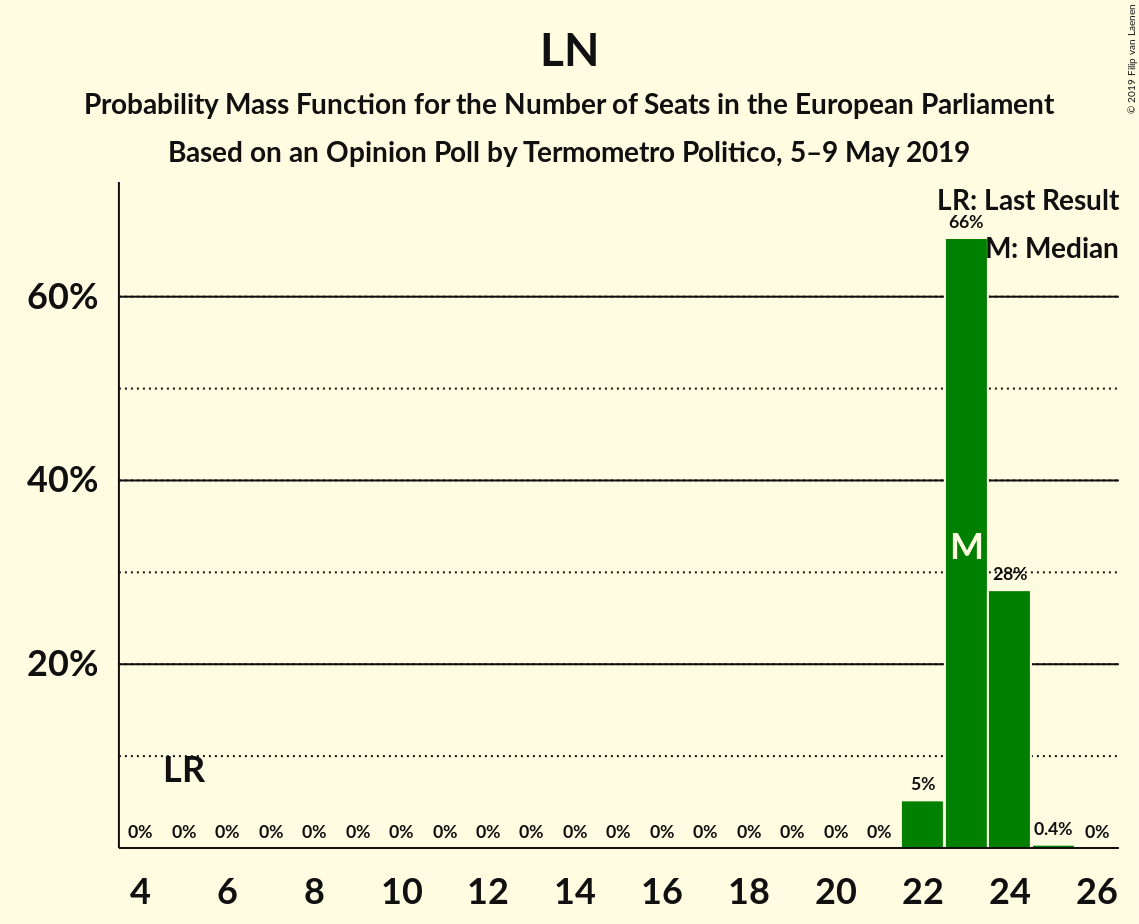 LN
Probability Mass Function for the Number of Seats in the European Parliament
Based on an Opinion Poll by Termometro Politico, 5–9 May 2019
© 2019 Filip van Laenen
LR: Last Result
66%
M: Median
60%
40%
M
28%
20%
LR
5%
0% 0% 0% 0% 0% 0% 0% 0% 0% 0% 0% 0% 0% 0% 0% 0% 0% 0% 0.4% 0%
4 6 8 10 12 14 16 18 20 22 24 26